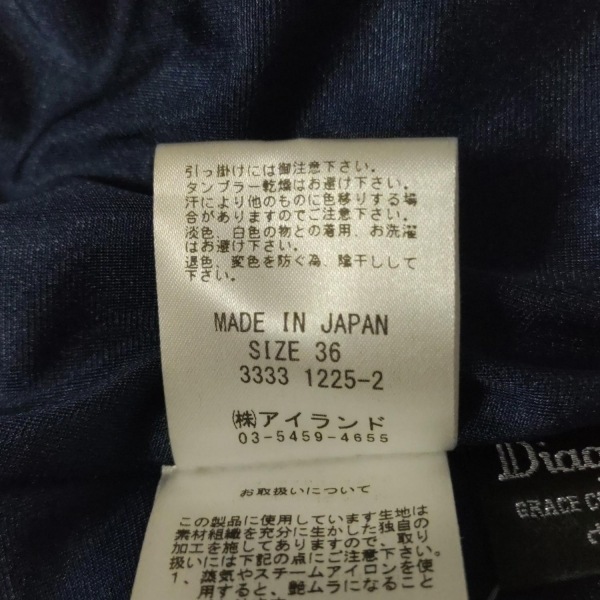 引っ掛けには御注意下さい。
タンブラー乾燥はお避け下さい。
汗により他のものに色移りする場
合がありますのでご注意下さい。
淡色、白色の物との着用、お洗濯
はお避け下さい。
退色、変色を防ぐ為、陰干しして
下さい。
MADE IN JAPAN
SIZE 36
3333 1225-2
㈱アイランド
03-5459-4655
お取扱いについて
この製品に使用しています生地は
素材組織を充分に生かした独自の
加工を施してありますので、お取
扱いには下記の点にご注意下さい。
1、蒸気やスチームアイロンを使
用すると、艶ムラになること
Diag
GRACE C